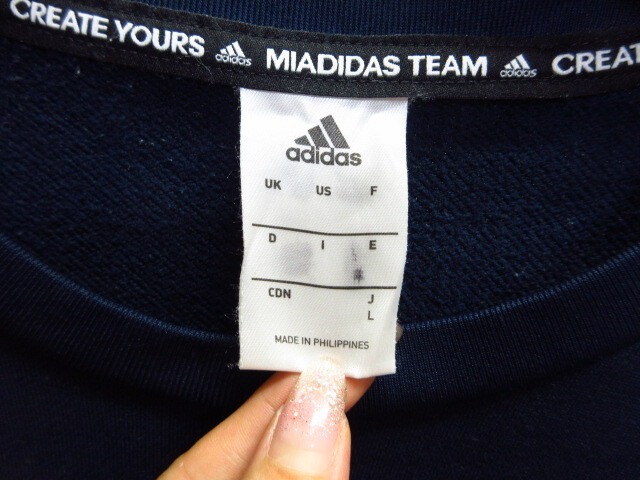 CREATE YOURS adidas MIADIDAS TEAM adidas CREAT
adidas
UK US F
D I E
CDN J
L
MADE IN PHILIPPINES